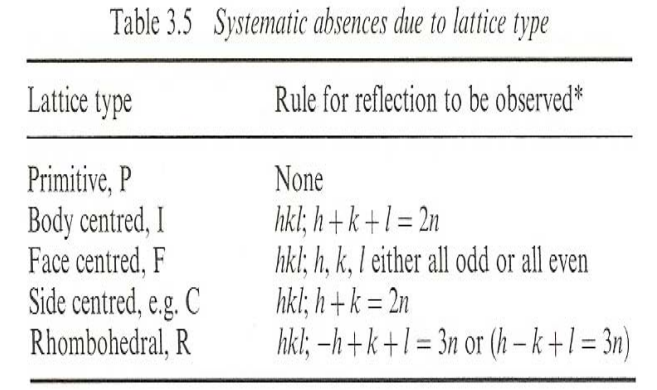 Table 3.5 Systematic absences due to lattice type
Lattice type Rule for reflection to be observed*
Primitive, P None
Body centred, I hkl; h + k + l = 2n
Face centred, F hkl; h, k, l either all odd or all even
Side centred, e.g. C hkl; h + k = 2n
Rhombohedral, R hkl; −h + k + l = 3n or (h − k + l = 3n)